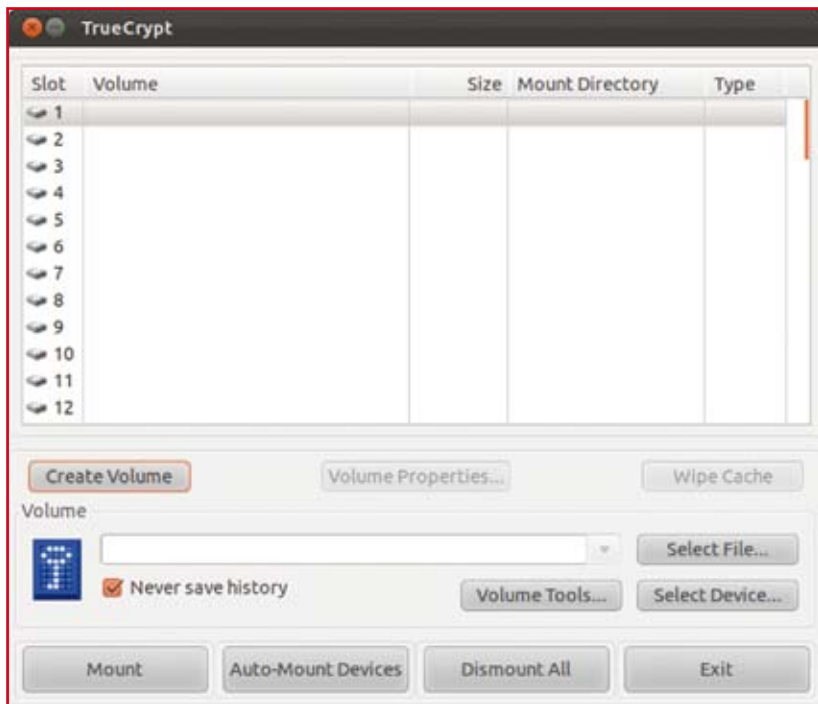 TrueCrypt
Slot Volume Size Mount Directory Type
1
2
3
4
5
6
7
8
9
10
11
12
Create Volume Volume Properties... Wipe Cache
Volume
Select File...
Never save history Volume Tools... Select Device...
Mount Auto-Mount Devices Dismount All Exit